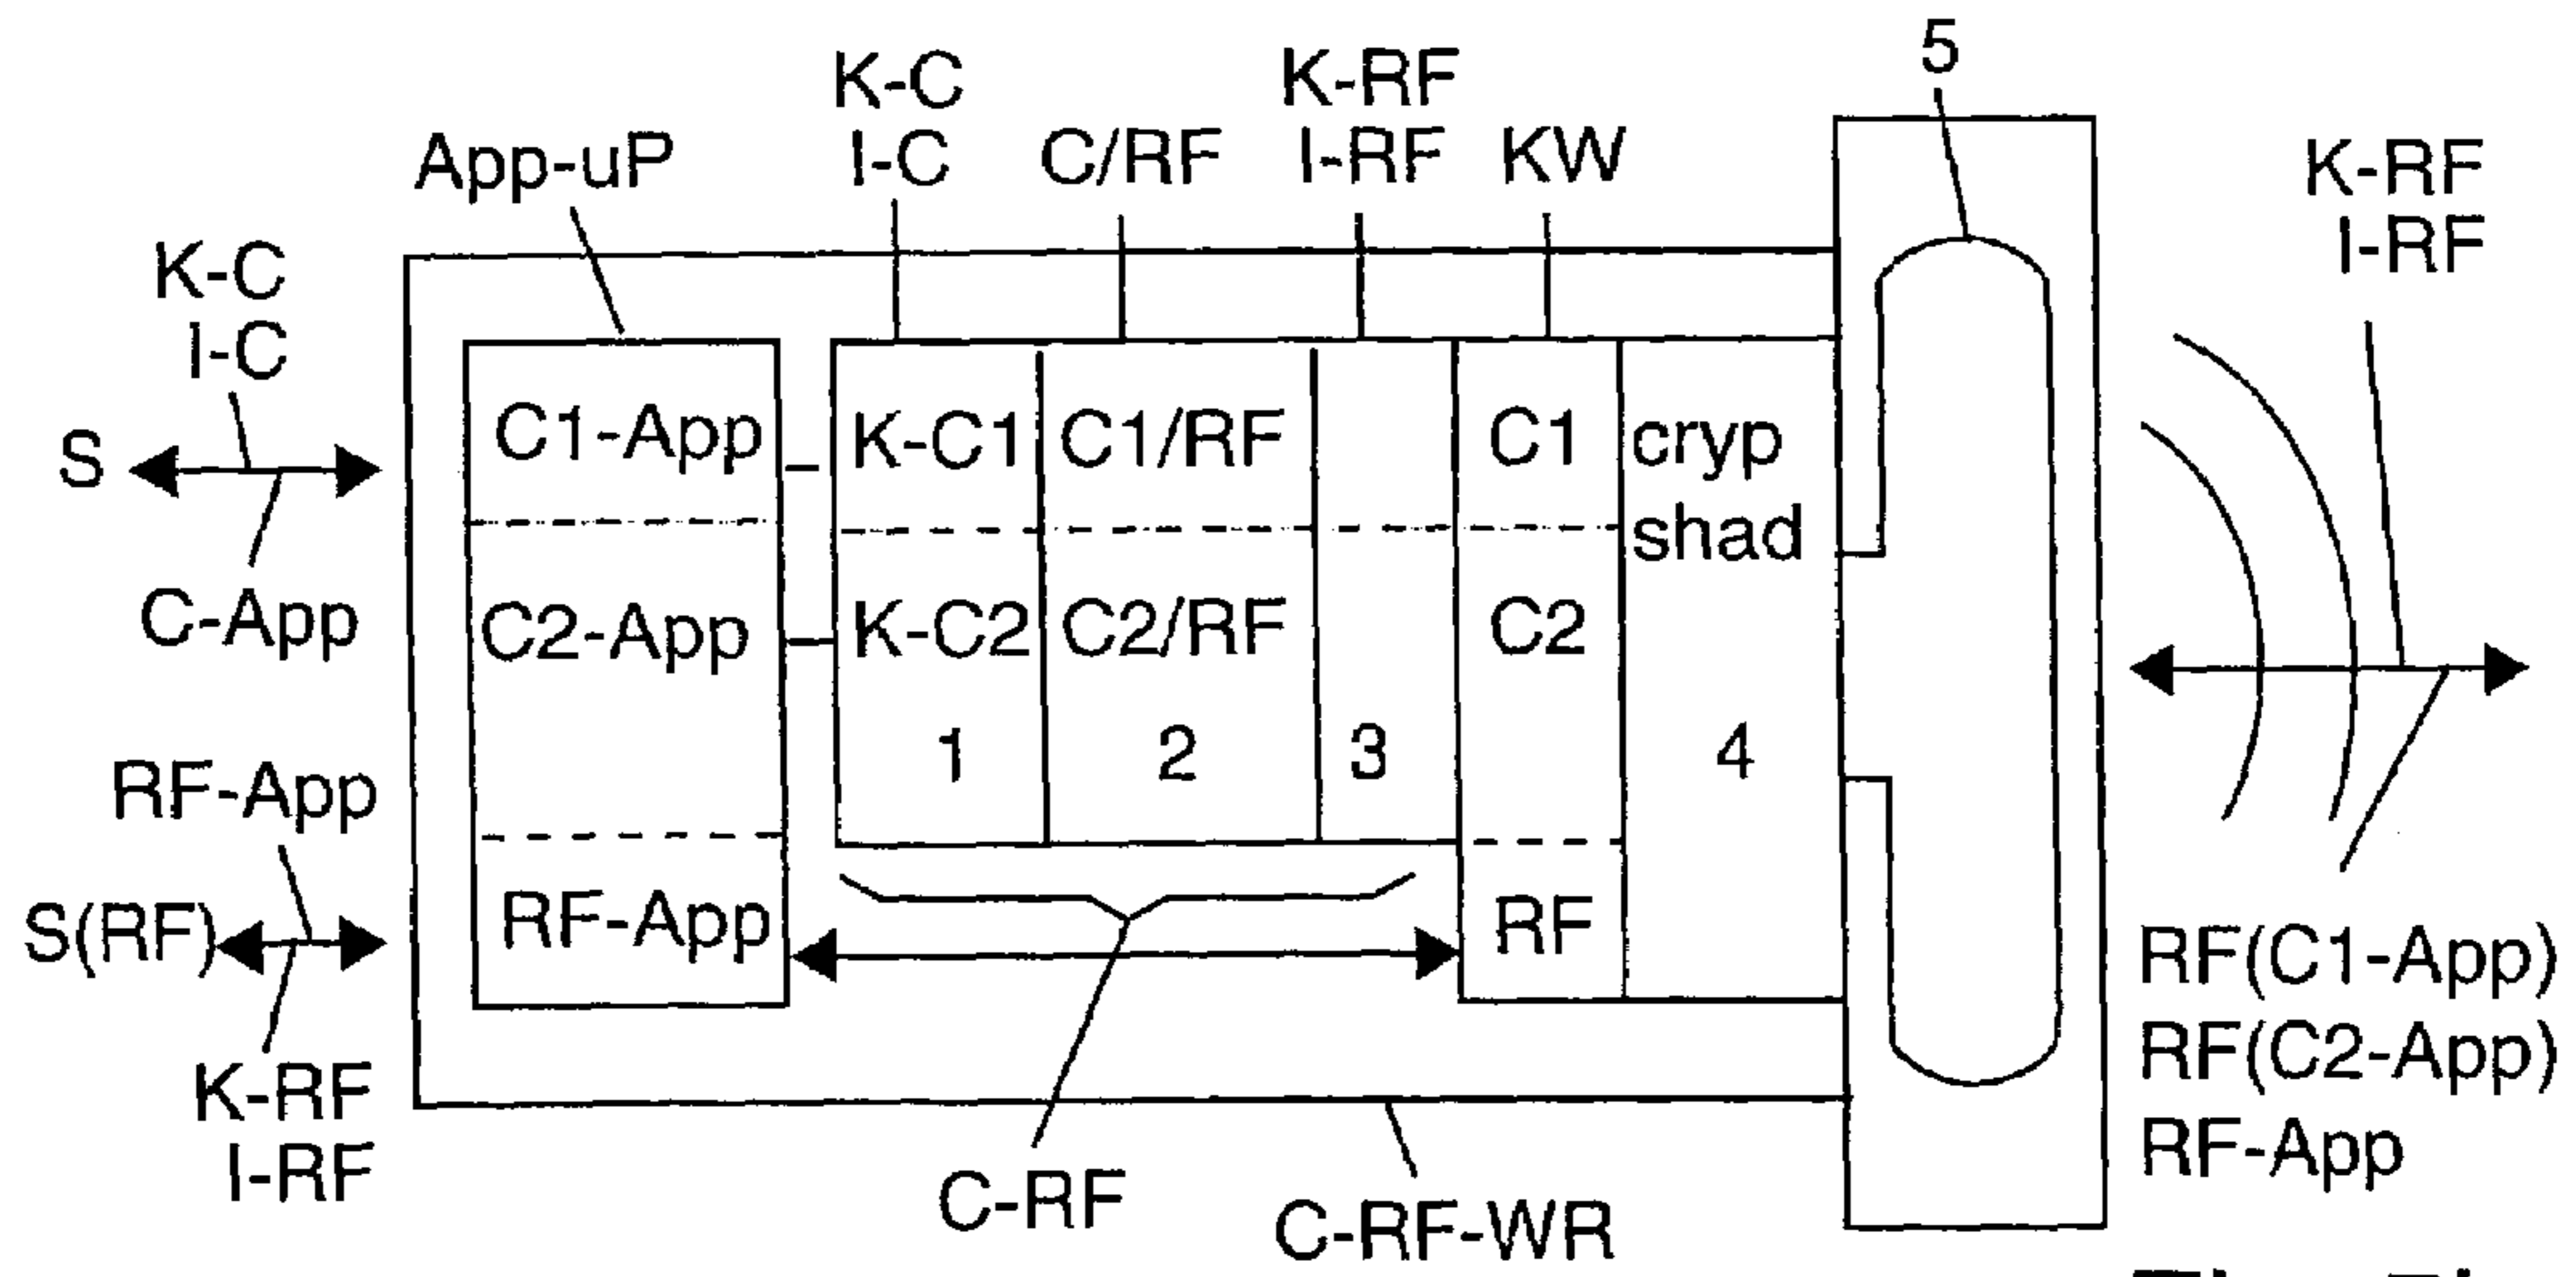 5
K-C
I-C
K-RF
I-RF
App-uP
C/RF
KW
K-RF
I-RF
K-C
I-C
S
C-App
C1-App
K-C1
C1/RF
C1
cryp
shad
C2-App
K-C2
C2/RF
C2
1
2
3
4
RF-App
S(RF)
RF-App
RF
K-RF
I-RF
C-RF
C-RF-WR
RF(C1-App)
RF(C2-App)
RF-App